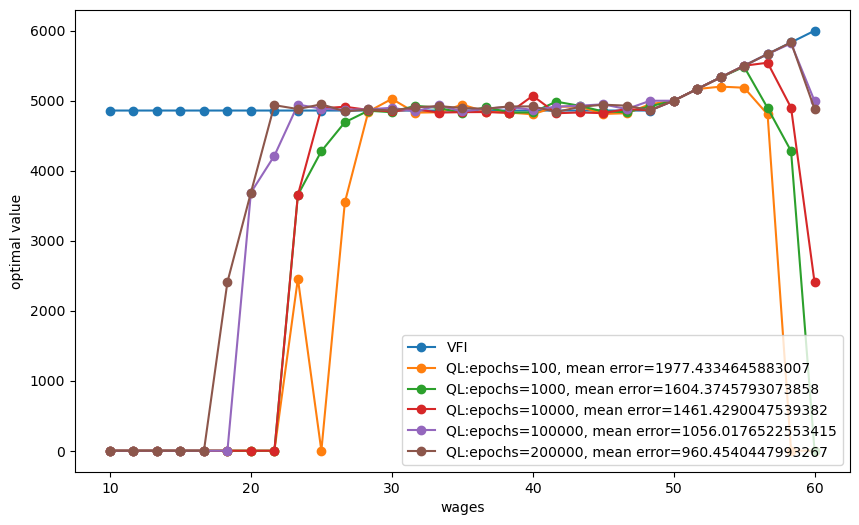 6000
5000
4000
3000
2000
1000
0
optimal value
VFI
QL:epochs=100, mean error=1977.4334645883007
QL:epochs=1000, mean error=1604.3745793073858
QL:epochs=10000, mean error=1461.4290047539382
QL:epochs=100000, mean error=1056.0176522553415
QL:epochs=200000, mean error=960.4540447993267
10 20 30 40 50 60
wages